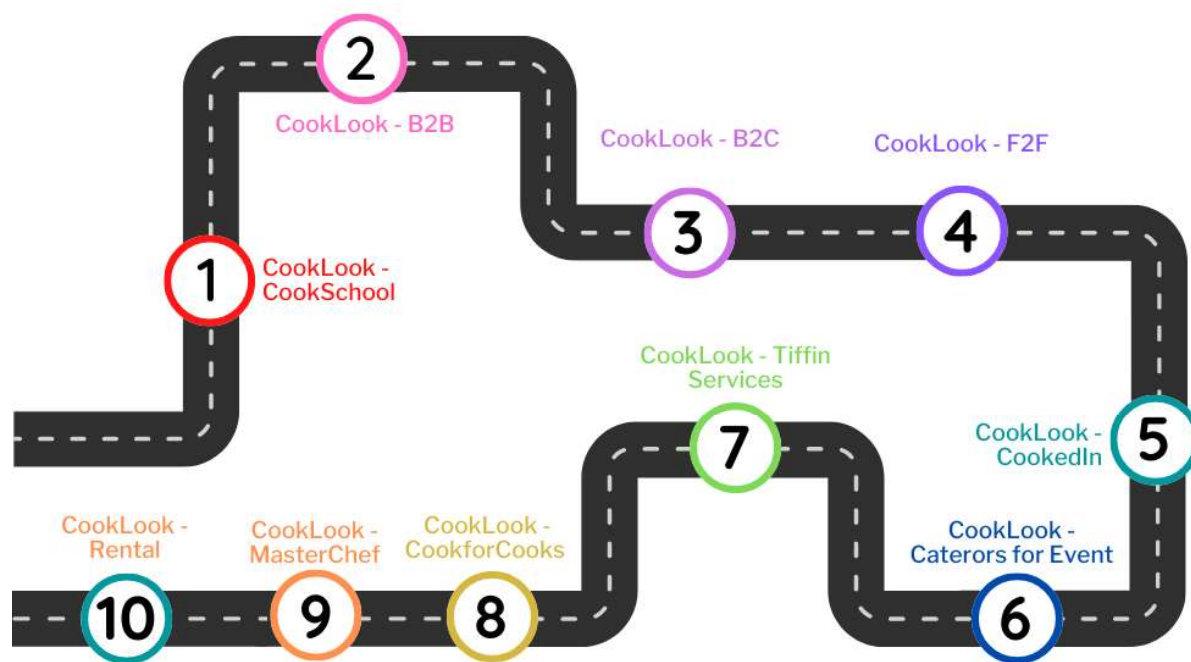 2
CookLook - B2B
CookLook - B2C
CookLook - F2F
3
4
1
CookLook -
CookSchool
CookLook - Tiffin
Services
7
CookLook -
CookedIn
5
CookLook -
Rental
CookLook -
MasterChef
CookLook -
CookforCooks
CookLook -
Caterors for Event
10
9
8
6